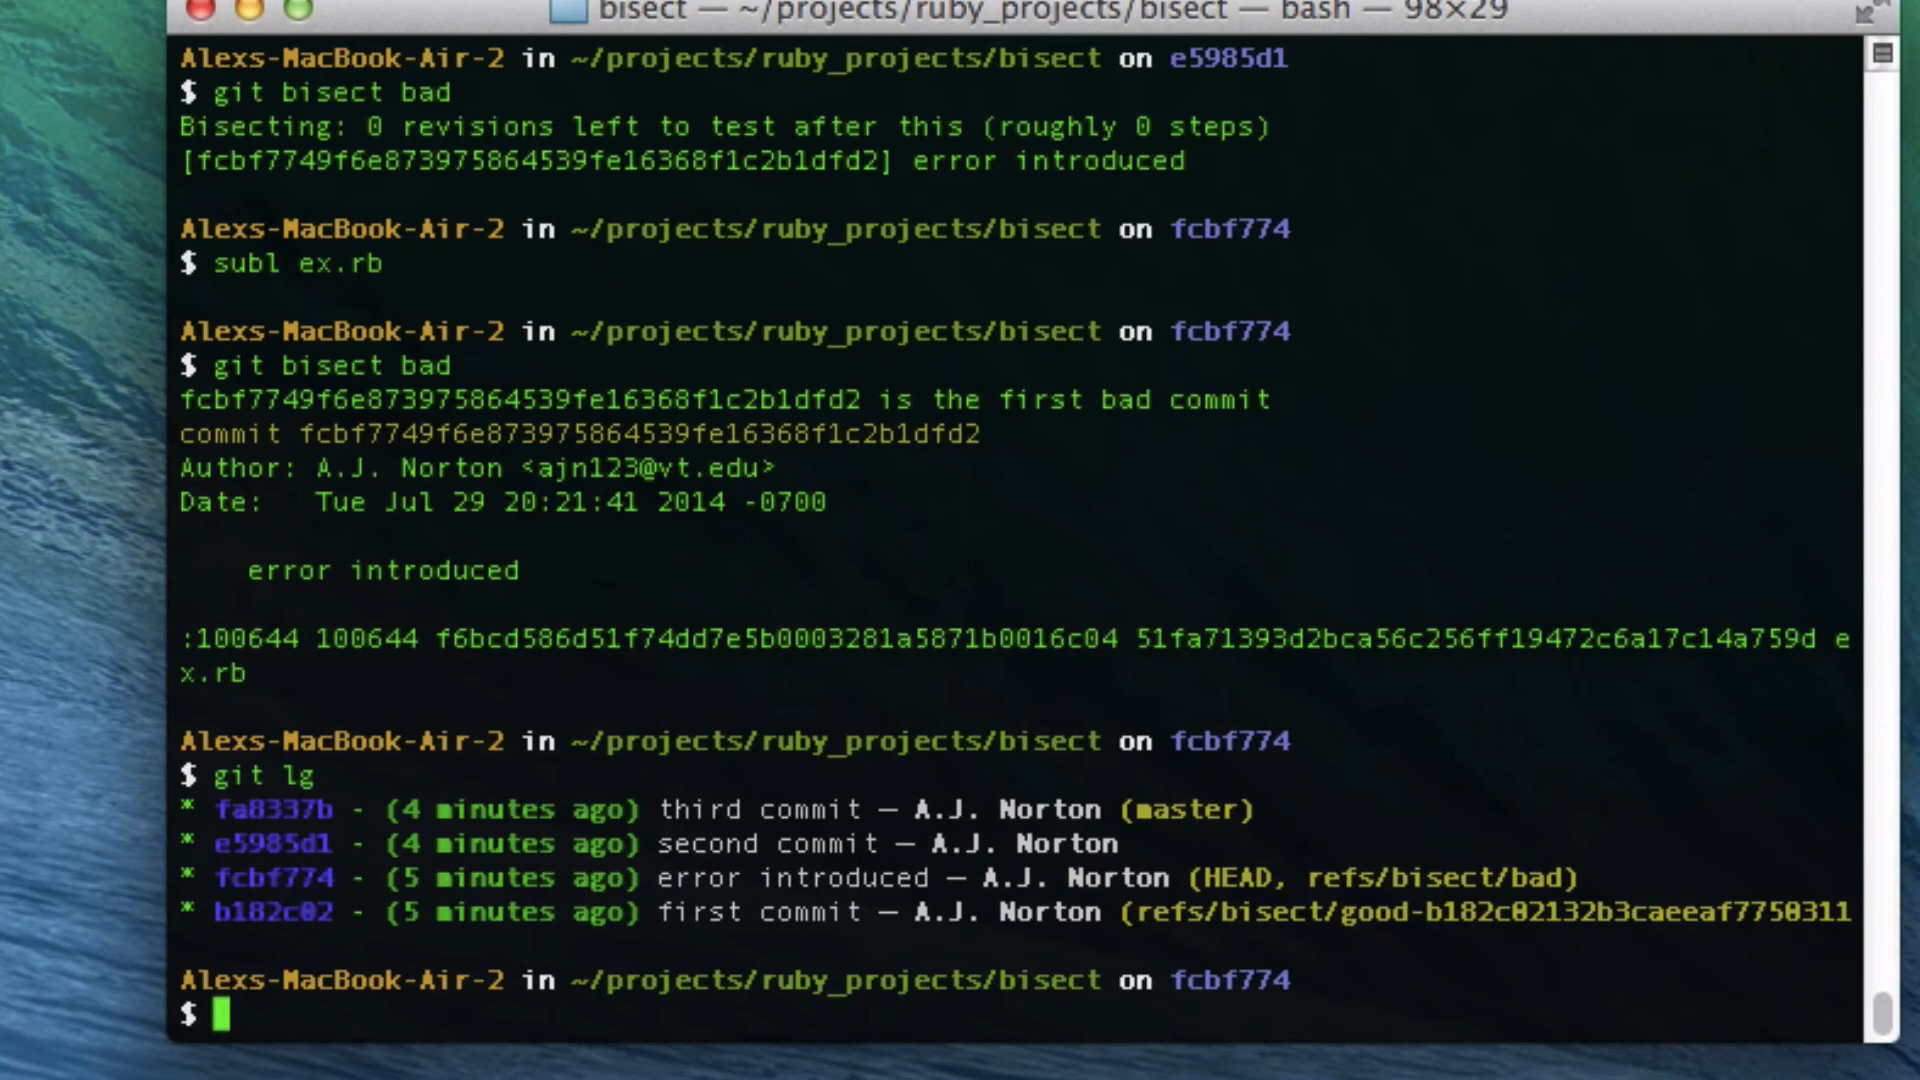 bisect — ~/projects/ruby_projects/bisect — bash — 98×29
Alexs-MacBook-Air-2 in ~/projects/ruby_projects/bisect on e5985d1
$ git bisect bad
Bisecting: 0 revisions left to test after this (roughly 0 steps)
[fcbf7749f6e873975864539fe16368f1c2b1dfd2] error introduced
Alexs-MacBook-Air-2 in ~/projects/ruby_projects/bisect on fcbf774
$ subl ex.rb
Alexs-MacBook-Air-2 in ~/projects/ruby_projects/bisect on fcbf774
$ git bisect bad
fcbf7749f6e873975864539fe16368f1c2b1dfd2 is the first bad commit
commit fcbf7749f6e873975864539fe16368f1c2b1dfd2
Author: A.J. Norton <ajn123@vt.edu>
Date:   Tue Jul 29 20:21:41 2014 -0700
error introduced
:100644 100644 f6bcd586d51f74dd7e5b0003281a5871b0016c04 51fa71393d2bca56c256ff19472c6a17c14a759d e
x.rb
Alexs-MacBook-Air-2 in ~/projects/ruby_projects/bisect on fcbf774
$ git lg
* fa8337b - (4 minutes ago) third commit — A.J. Norton (master)
* e5985d1 - (4 minutes ago) second commit — A.J. Norton
* fcbf774 - (5 minutes ago) error introduced — A.J. Norton (HEAD, refs/bisect/bad)
* b182c02 - (5 minutes ago) first commit — A.J. Norton (refs/bisect/good-b182c02132b3caeeaf7750311
Alexs-MacBook-Air-2 in ~/projects/ruby_projects/bisect on fcbf774
$